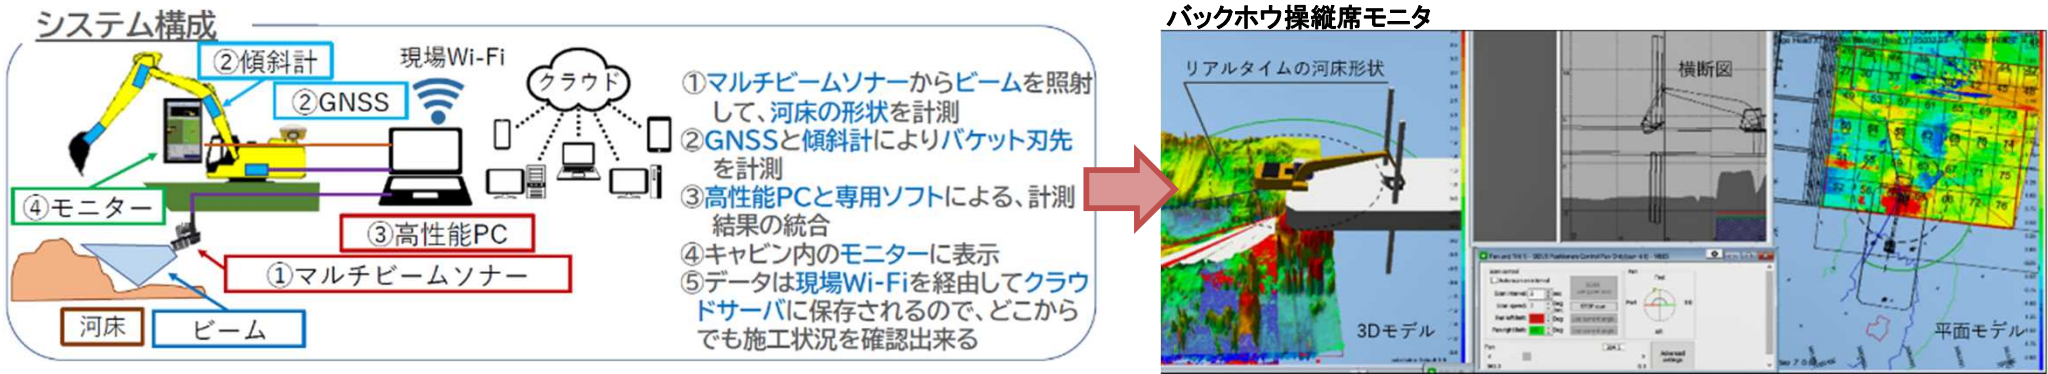 システム構成
②傾斜計
②GNSS
現場Wi-Fi
クラウド
④モニター
③高性能PC
①マルチビームソナー
河床
ビーム
①マルチビームソナーからビームを照射
して、河床の形状を計測
②GNSSと傾斜計によりバケット刃先
を計測
③高性能PCと専用ソフトによる、計測
結果の統合
④キャビン内のモニターに表示
⑤データは現場Wi-Fiを経由してクラウ
ドサーバに保存されるので、どこから
でも施工状況を確認出来る
バックホウ操縦席モニタ
リアルタイムの河床形状
3Dモデル
横断図
平面モデル
Advanced
settings